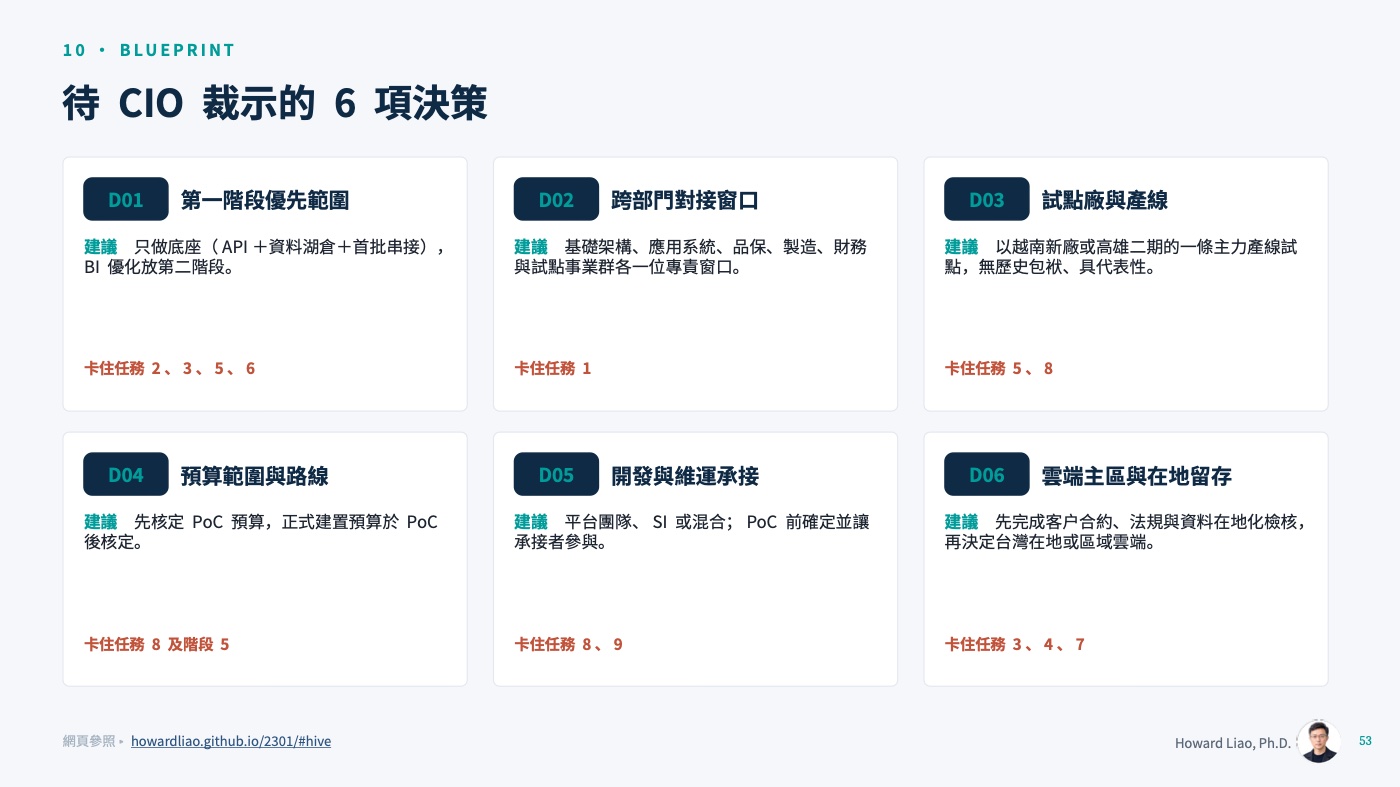 10 • BLUEPRINT
待 CIO 裁示的 6 項決策
D01 第一階段優先範圍
建議 只做底座（API＋資料湖倉＋首批串接），
BI 優化放第二階段。
卡住任務 2、3、5、6
D02 跨部門對接窗口
建議 基礎架構、應用系統、品保、製造、財務
與試點事業群各一位專責窗口。
卡住任務 1
D03 試點廠與產線
建議 以越南新廠或高雄二期的一條主力產線試
點，無歷史包袱、具代表性。
卡住任務 5、8
D04 預算範圍與路線
建議 先核定 PoC 預算，正式建置預算於 PoC
後核定。
卡住任務 8 及階段 5
D05 開發與維運承接
建議 平台團隊、SI 或混合；PoC 前確定並讓
承接者參與。
卡住任務 8、9
D06 雲端主區與在地留存
建議 先完成客户合約、法規與資料在地化檢核，
再決定台灣在地或區域雲端。
卡住任務 3、4、7
網頁參照 ▸ howardliao.github.io/2301/#hive
Howard Liao, Ph.D.
53